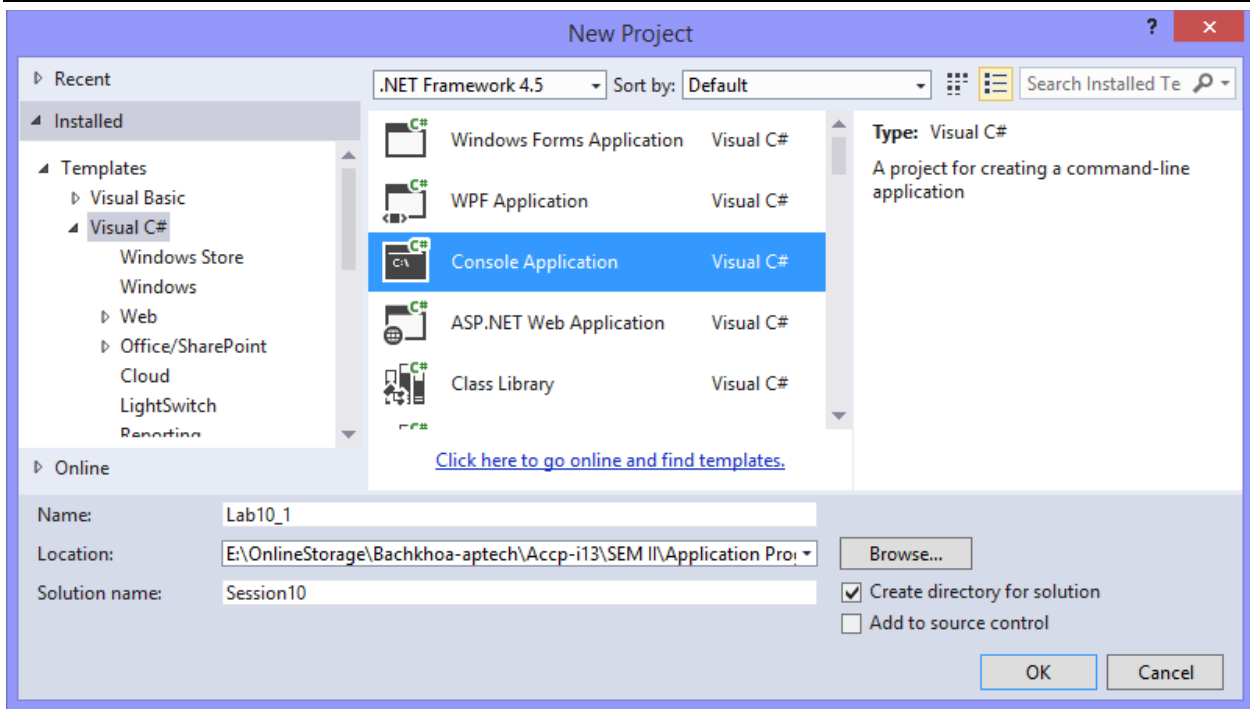 New Project
?
Recent
Installed
Templates
Visual Basic
Visual C#
Windows Store
Windows
Web
Office/SharePoint
Cloud
LightSwitch
Reporting
Online
.NET Framework 4.5
Sort by:
Default
Search Installed Te
C# Windows Forms Application Visual C#
C# WPF Application Visual C#
C# C:\ Console Application Visual C#
C# ASP.NET Web Application Visual C#
C# Class Library Visual C#
C#
Click here to go online and find templates.
Type: Visual C#
A project for creating a command-line
application
Name: Lab10_1
Location: E:\OnlineStorage\Bachkhoa-aptech\Accp-i13\SEM II\Application Pro
Browse...
Solution name: Session10
Create directory for solution
Add to source control
OK
Cancel